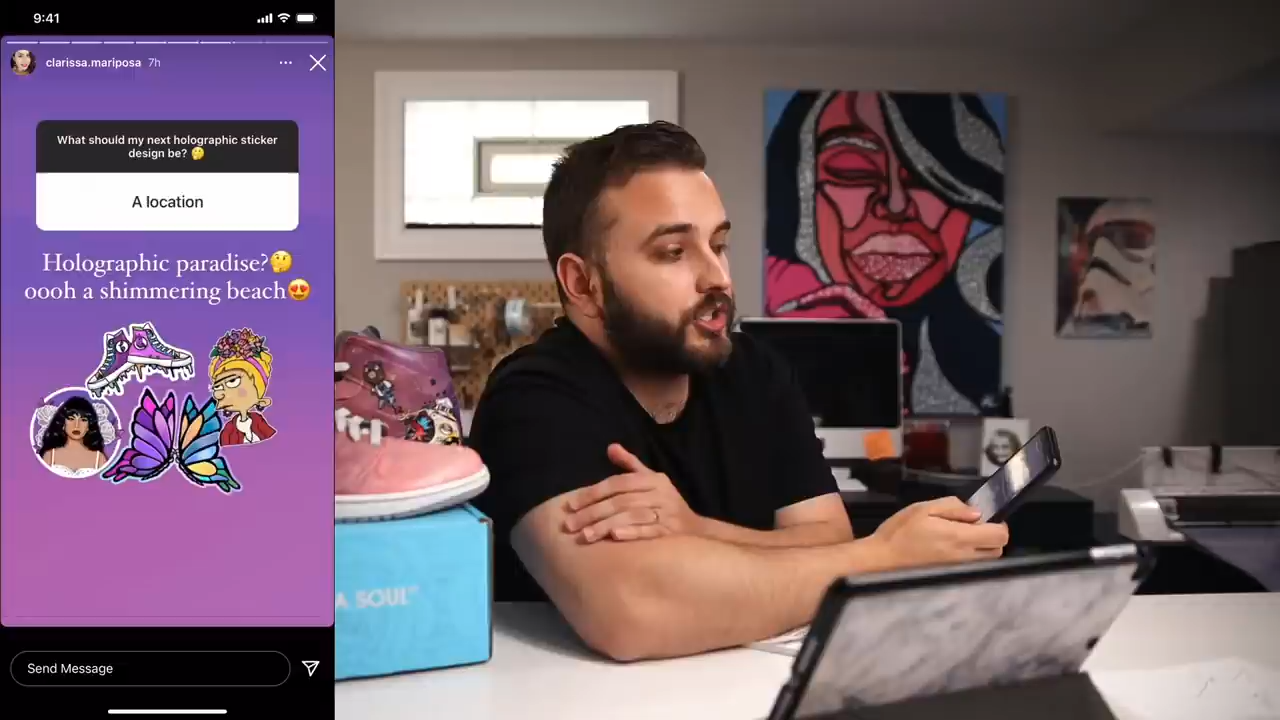 9:41
clarissa.mariposa 7h
What should my next holographic sticker
design be? 🤔
A location
Holographic paradise?🤔
oooh a shimmering beach😍
Send Message
A SOUL"